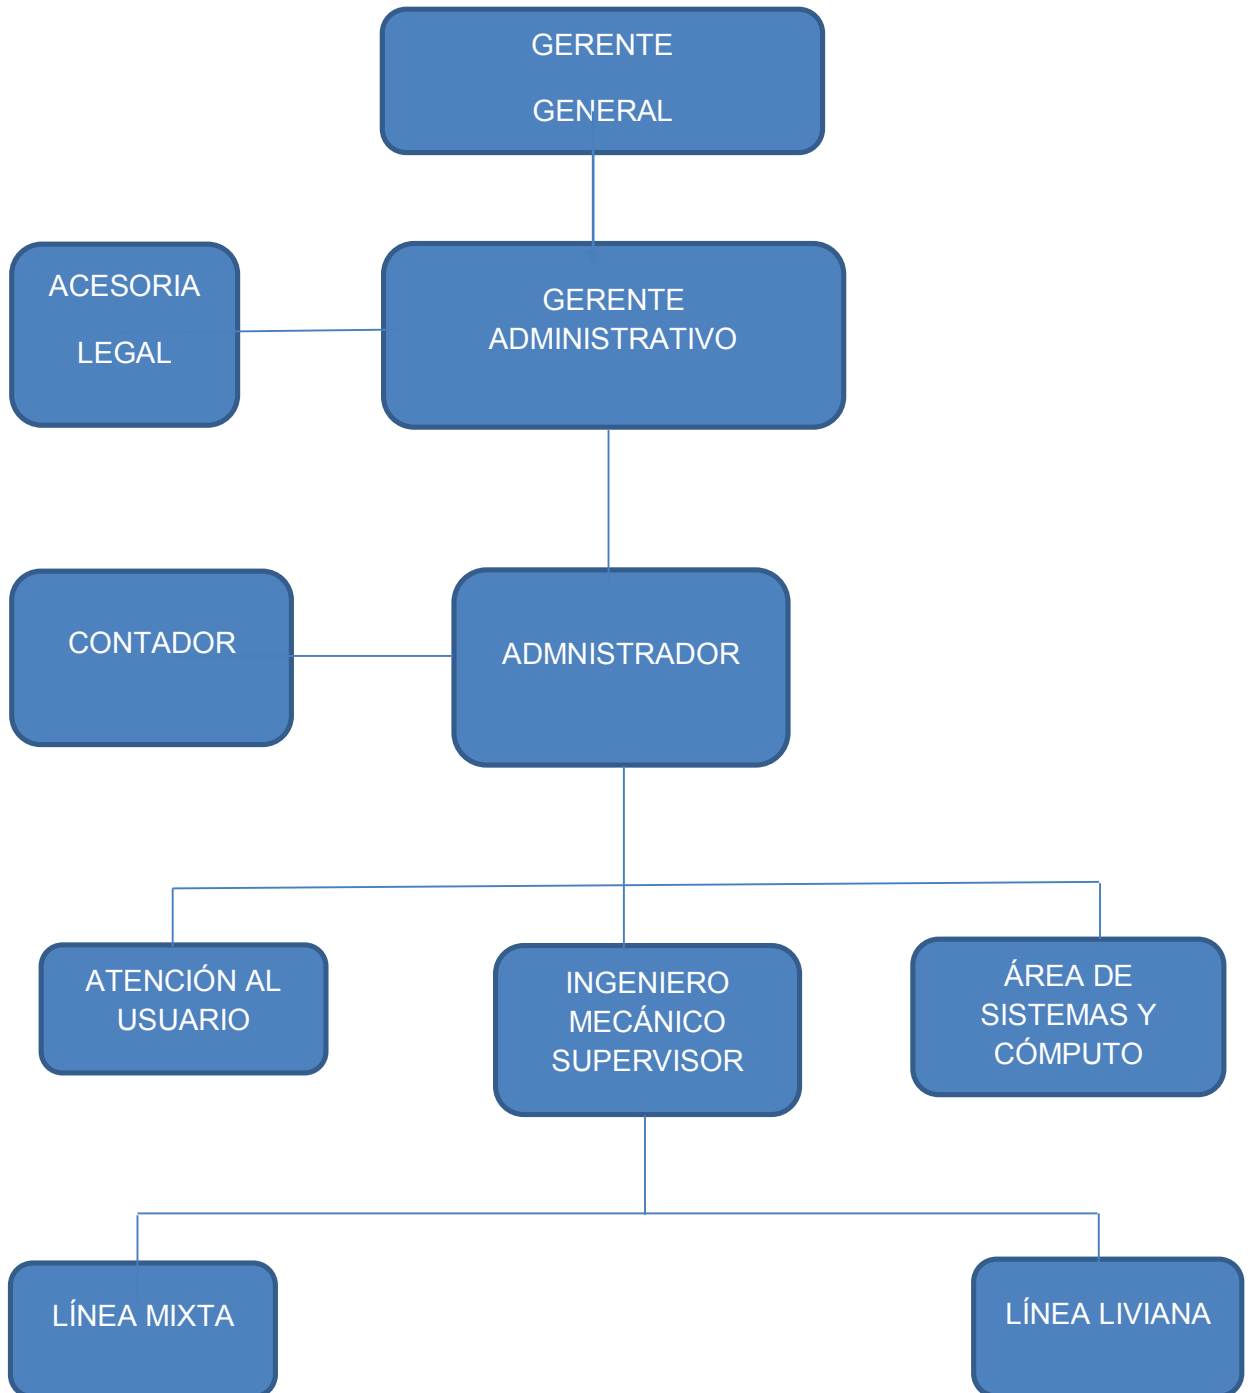 GERENTE
GENERAL
ACESORIA
LEGAL
GERENTE
ADMINISTRATIVO
CONTADOR
ADMNISTRADOR
ATENCIÓN AL
USUARIO
INGENIERO
MECÁNICO
SUPERVISOR
ÁREA DE
SISTEMAS Y
CÓMPUTO
LÍNEA MIXTA
LÍNEA LIVIANA